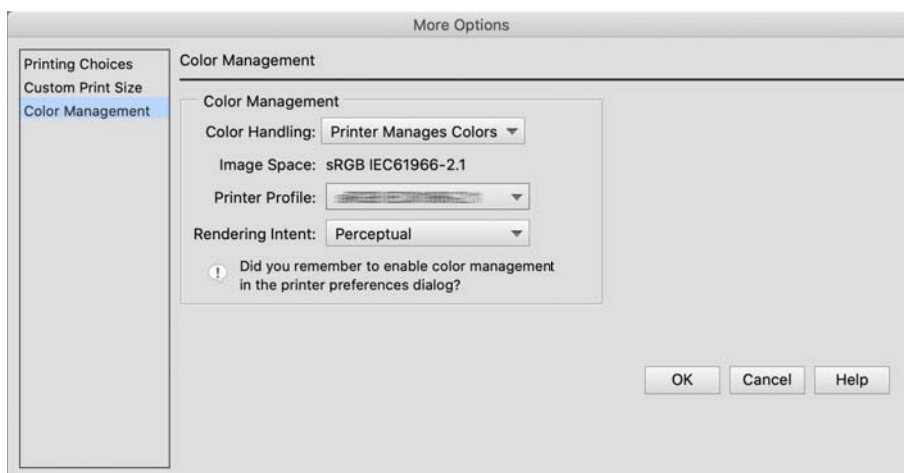 More Options
Printing Choices
Custom Print Size
Color Management
Color Management
Color Management
Color Handling: Printer Manages Colors
Image Space: sRGB IEC61966-2.1
Printer Profile:
Rendering Intent: Perceptual
! Did you remember to enable color management
in the printer preferences dialog?
OK Cancel Help